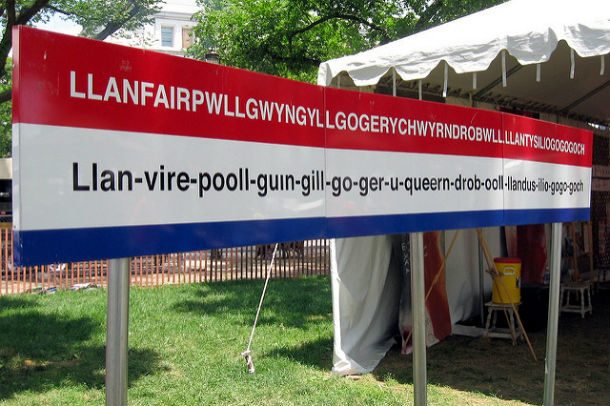 LLANFAIRPWLLGWYNGYLLGOGERYCHWYRNDROBWLLLLANTYSILIOGOGOGOCH
Llan-vire-pooll-guin-gill-go-ger-u-queern-drob-ooll-llandus-ilio-gogo-goch